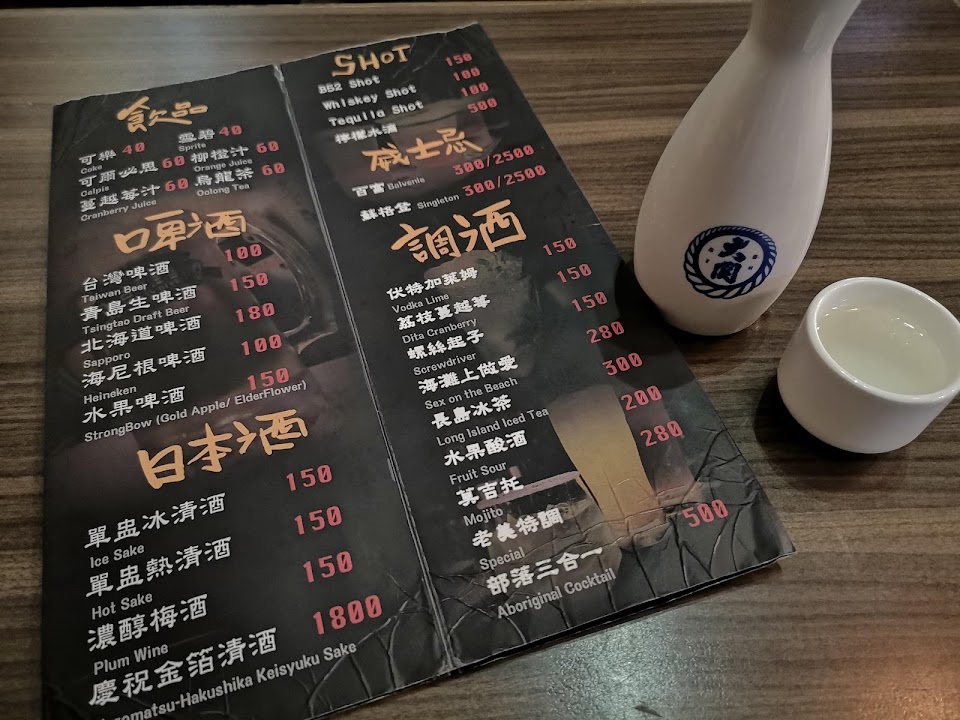 飲品
可樂 40 雪碧 40
Coke Sprite
可爾必思 60 柳橙汁 60
Calpis Orange Juice
蔓越莓汁 60 烏龍茶 60
Cranberry Juice Oolong Tea
啤酒
台灣啤酒 100
Taiwan Beer
青島生啤酒 150
Tsingtao Draft Beer
北海道啤酒 180
Sapporo
海尼根啤酒 100
Heineken
水果啤酒 150
StrongBow (Gold Apple/ ElderFlower)
日本酒
單盅冰清酒 150
Ice Sake
單盅熱清酒 150
Hot Sake
濃醇梅酒 150
Plum Wine
慶祝金箔清酒 1800
-Hakushika Keisyuku Sake
SHOT
BB2 Shot 150
Whiskey Shot 100
Tequila Shot 100
檸檬水酒 500
威士忌
百富 Balvenie 300/2500
蘇格登 Singleton 300/2500
調酒
伏特加萊姆 150
Vodka Lime
荔枝蔓越莓 150
Dita Cranberry
螺絲起子 150
Screwdriver
海灘上做愛 280
Sex on the Beach
長島冰茶 300
Long Island Iced Tea
水果酸酒 200
Fruit Sour
莫吉托 280
Mojito
老美特調
Special
部落三合一 500
Aboriginal Cocktail
大関